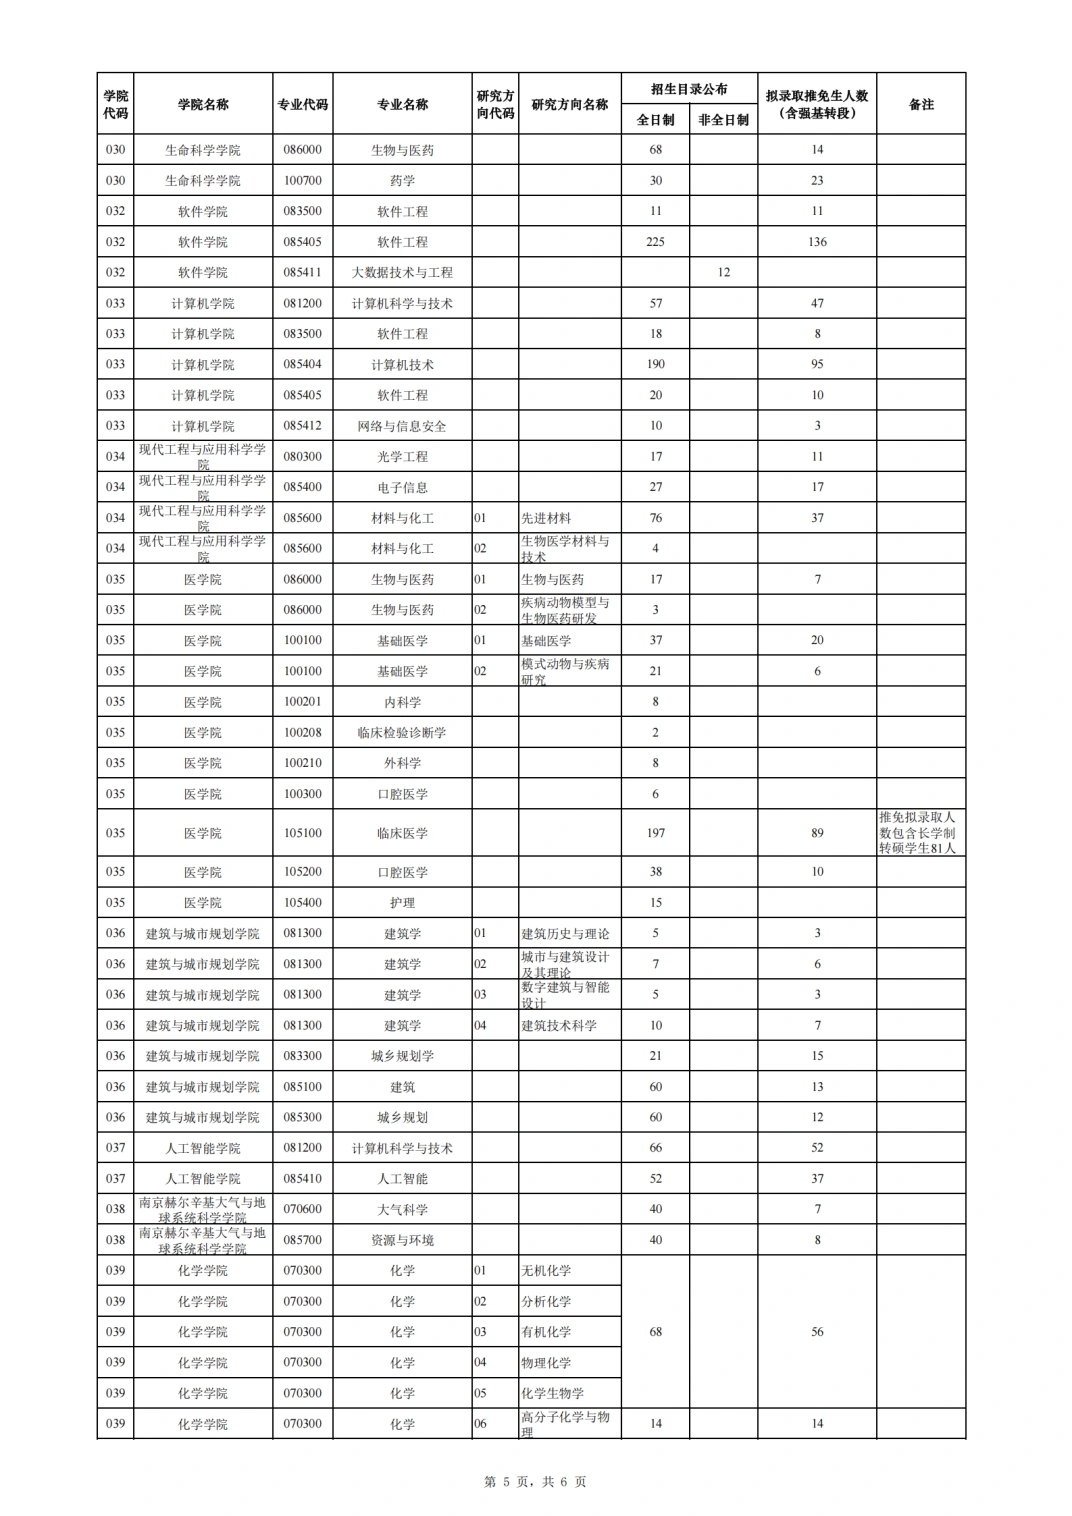 学院代码 学院名称 专业代码 专业名称 研究方向代码 研究方向名称 招生目录公布 拟录取推免生人数（含强基转段） 备注
全日制 非全日制
030 生命科学学院 086000 生物与医药 68 14
030 生命科学学院 100700 药学 30 23
032 软件学院 083500 软件工程 11 11
032 软件学院 085405 软件工程 225 136
032 软件学院 085411 大数据技术与工程 12
033 计算机学院 081200 计算机科学与技术 57 47
033 计算机学院 083500 软件工程 18 8
033 计算机学院 085404 计算机技术 190 95
033 计算机学院 085405 软件工程 20 10
033 计算机学院 085412 网络与信息安全 10 3
034 现代工程与应用科学学院 080300 光学工程 17 11
034 现代工程与应用科学学院 085400 电子信息 27 17
034 现代工程与应用科学学院 085600 材料与化工 01 先进材料 76 37
034 现代工程与应用科学学院 085600 材料与化工 02 生物医学材料与技术 4
035 医学院 086000 生物与医药 01 生物与医药 17 7
035 医学院 086000 生物与医药 02 疾病动物模型与生物医药研发 3
035 医学院 100100 基础医学 01 基础医学 37 20
035 医学院 100100 基础医学 02 模式动物与疾病研究 21 6
035 医学院 100201 内科学 8
035 医学院 100208 临床检验诊断学 2
035 医学院 100210 外科学 8
035 医学院 100300 口腔医学 6
035 医学院 105100 临床医学 197 89 推免拟录取人数包含长学制转硕学生81人
035 医学院 105200 口腔医学 38 10
035 医学院 105400 护理 15
036 建筑与城市规划学院 081300 建筑学 01 建筑历史与理论 5 3
036 建筑与城市规划学院 081300 建筑学 02 城市与建筑设计及其理论 7 6
036 建筑与城市规划学院 081300 建筑学 03 数字建筑与智能设计 5 3
036 建筑与城市规划学院 081300 建筑学 04 建筑技术科学 10 7
036 建筑与城市规划学院 083300 城乡规划学 21 15
036 建筑与城市规划学院 085100 建筑 60 13
036 建筑与城市规划学院 085300 城乡规划 60 12
037 人工智能学院 081200 计算机科学与技术 66 52
037 人工智能学院 085410 人工智能 52 37
038 南京赫尔辛基大气与地球系统科学学院 070600 大气科学 40 7
038 南京赫尔辛基大气与地球系统科学学院 085700 资源与环境 40 8
039 化学学院 070300 化学 01 无机化学
039 化学学院 070300 化学 02 分析化学
039 化学学院 070300 化学 03 有机化学 68 56
039 化学学院 070300 化学 04 物理化学
039 化学学院 070300 化学 05 化学生物学
039 化学学院 070300 化学 06 高分子化学与物理 14 14
第 5 页，共 6 页